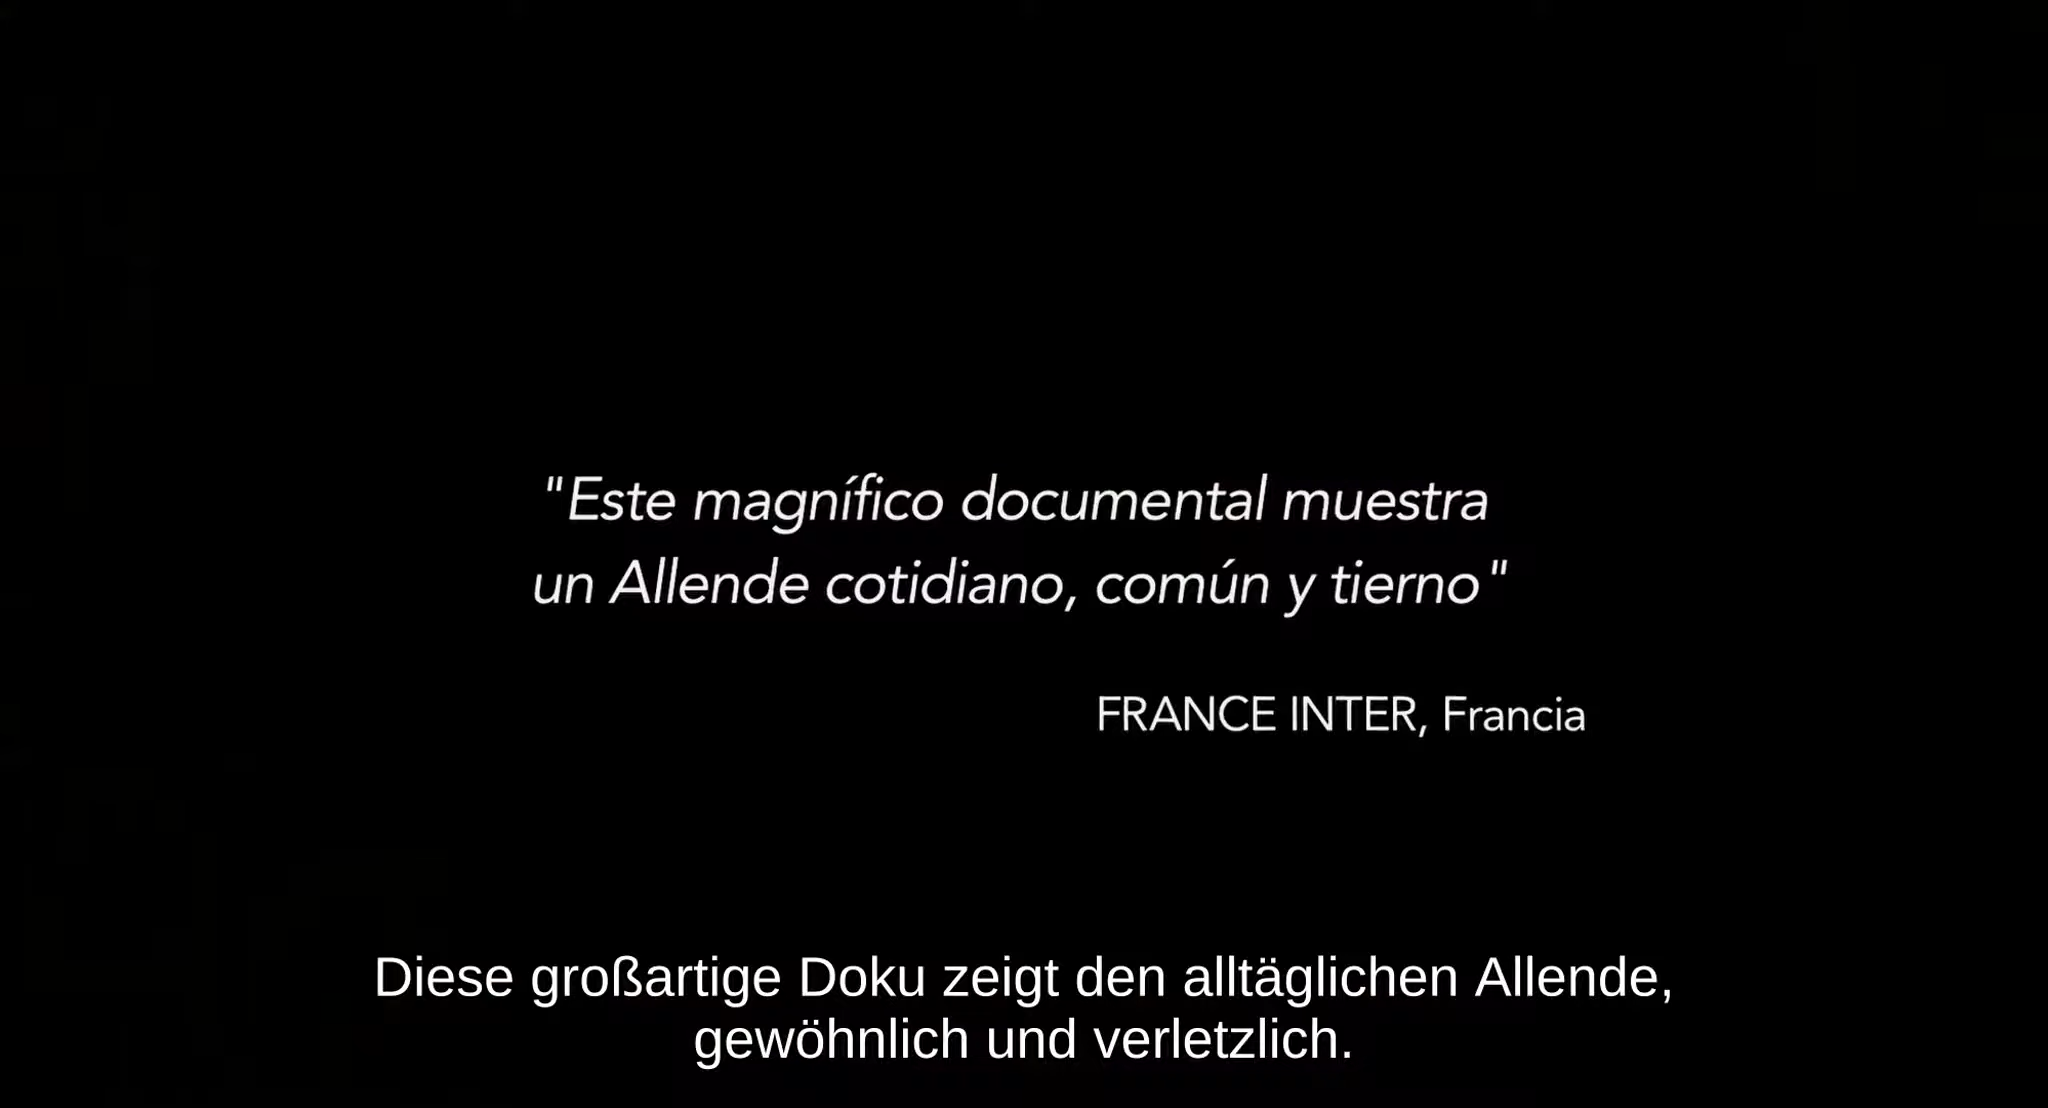 "Este magnífico documental muestra
un Allende cotidiano, común y tierno"
FRANCE INTER, Francia
Diese großartige Doku zeigt den alltäglichen Allende,
gewöhnlich und verletzlich.